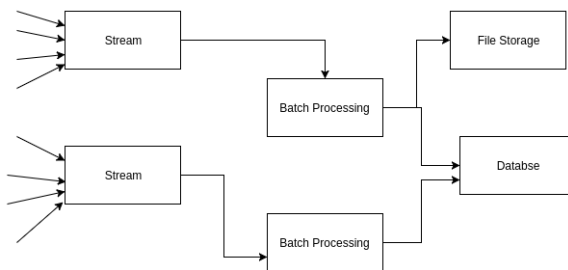 Stream
File Storage
Batch Processing
Stream
Databse
Batch Processing